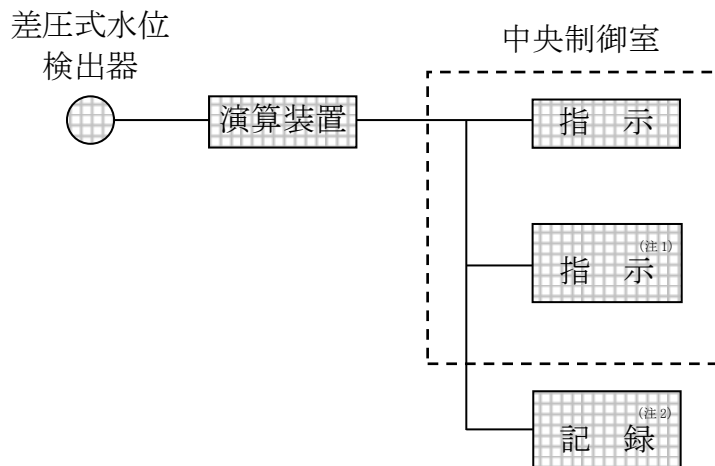 差圧式水位
検出器
中央制御室
演算装置
指 示
(注1)
指 示
(注2)
記 録